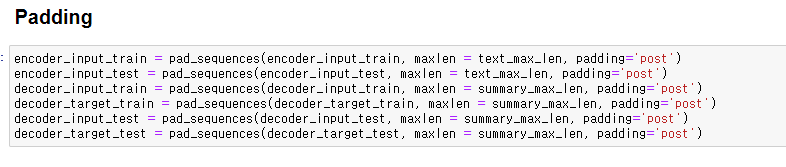 Padding
:
encoder_input_train = pad_sequences(encoder_input_train, maxlen = text_max_len, padding='post')
encoder_input_test = pad_sequences(encoder_input_test, maxlen = text_max_len, padding='post')
decoder_input_train = pad_sequences(decoder_input_train, maxlen = summary_max_len, padding='post')
decoder_target_train = pad_sequences(decoder_target_train, maxlen = summary_max_len, padding='post')
decoder_input_test = pad_sequences(decoder_input_test, maxlen = summary_max_len, padding='post')
decoder_target_test = pad_sequences(decoder_target_test, maxlen = summary_max_len, padding='post')